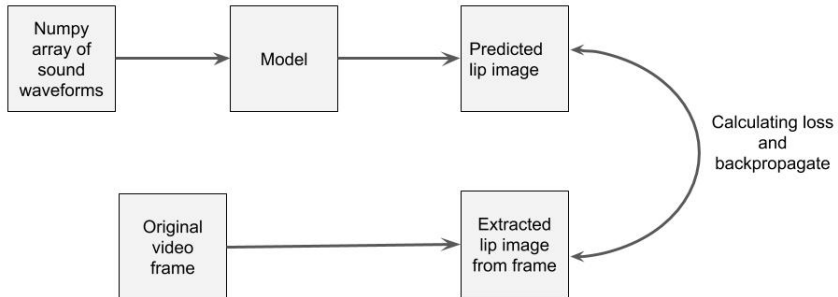 Numpy
array of
sound
waveforms
Model
Predicted
lip image
Calculating loss
and
backpropagate
Original
video
frame
Extracted
lip image
from frame